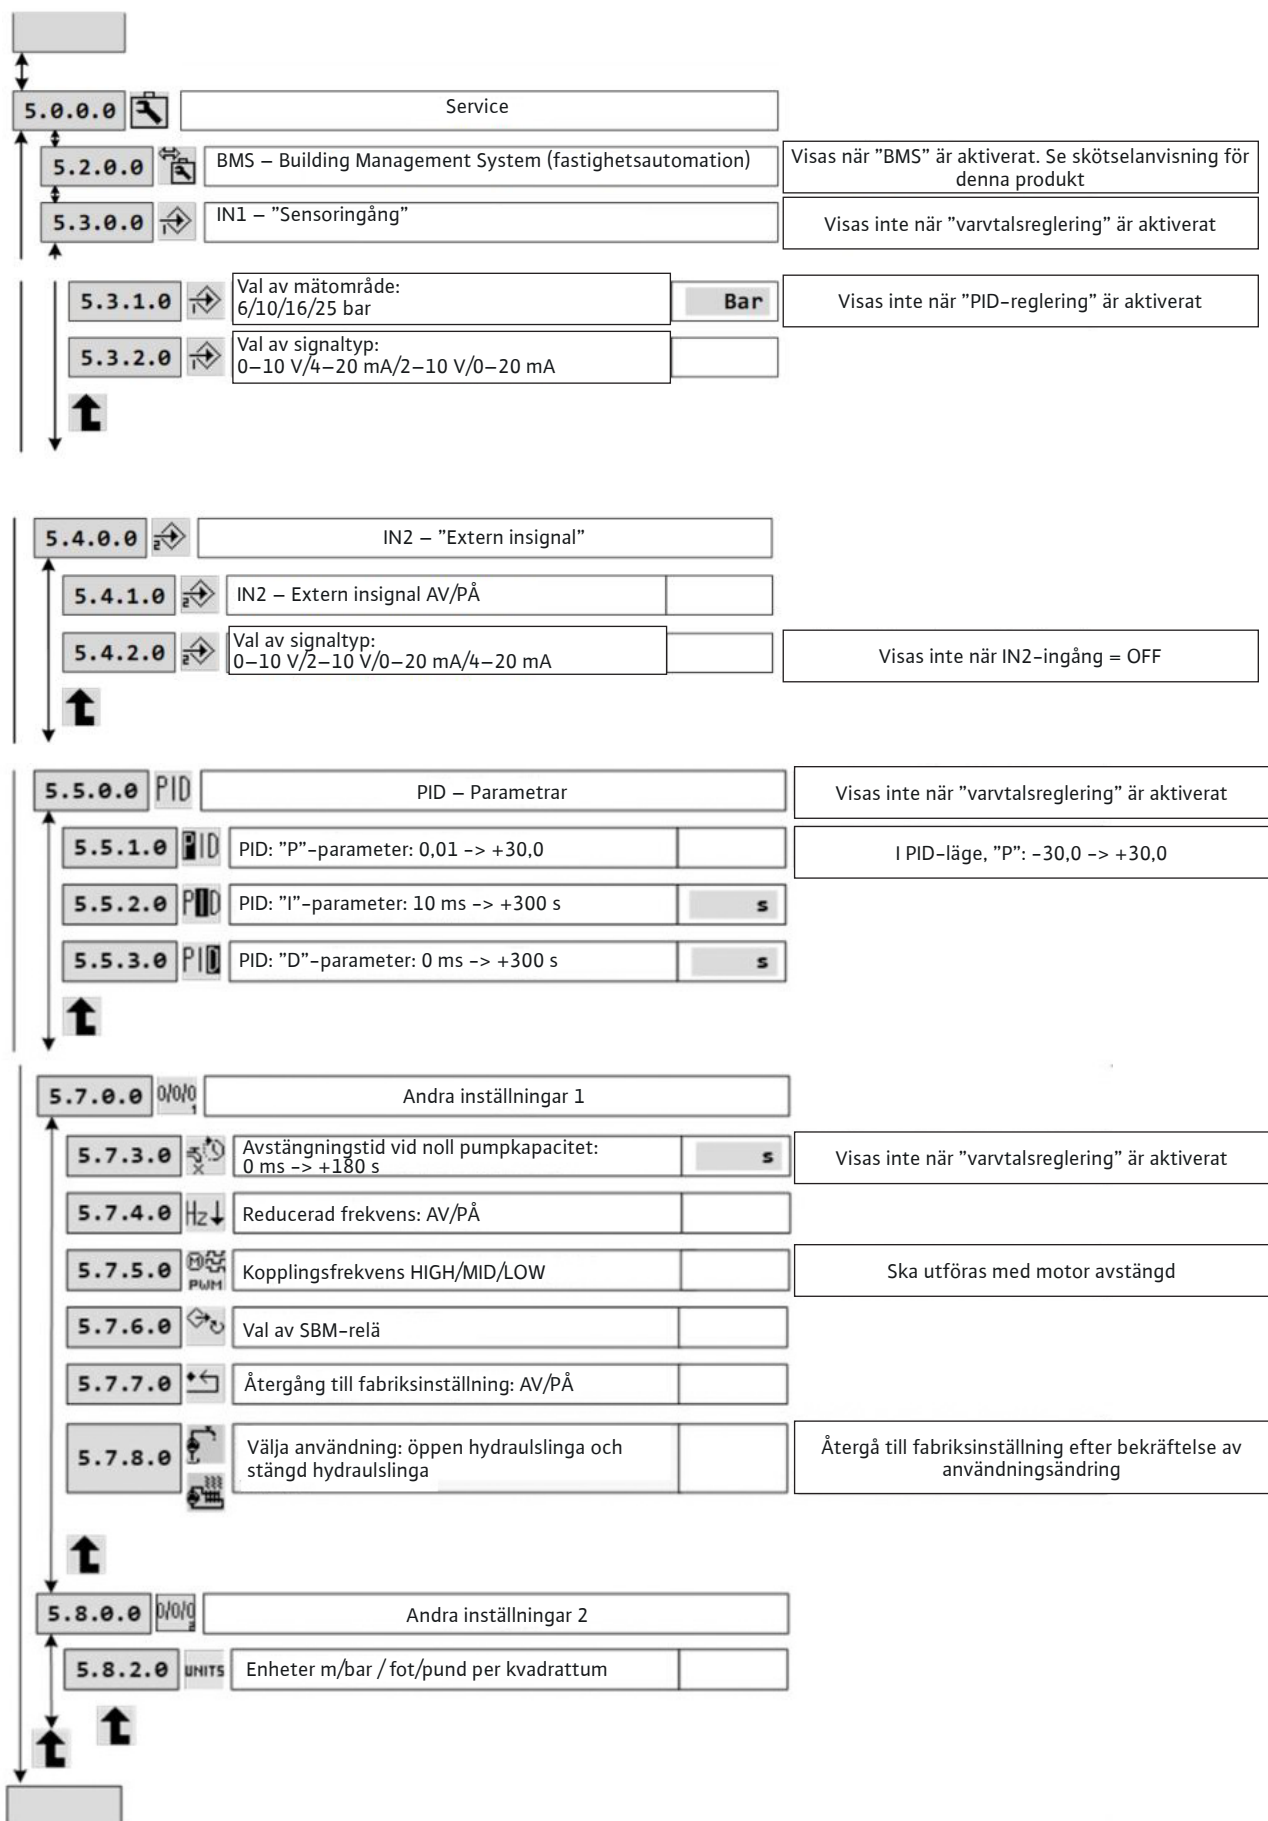 5.0.0.0 Service
5.2.0.0 BMS – Building Management System (fastighetsautomation)
Visas när ”BMS” är aktiverat. Se skötselanvisning för
denna produkt
5.3.0.0 IN1 – ”Sensoringång”
Visas inte när ”varvtalsreglering” är aktiverat
5.3.1.0 Val av mätområde:
6/10/16/25 bar
Bar
Visas inte när ”PID-reglering” är aktiverat
5.3.2.0 Val av signaltyp:
0–10 V/4–20 mA/2–10 V/0–20 mA
5.4.0.0 IN2 – ”Extern insignal”
5.4.1.0 IN2 – Extern insignal AV/PÅ
5.4.2.0 Val av signaltyp:
0–10 V/2–10 V/0–20 mA/4–20 mA
Visas inte när IN2-ingång = OFF
5.5.0.0 PID PID – Parametrar
Visas inte när ”varvtalsreglering” är aktiverat
5.5.1.0 PID PID: ”P”-parameter: 0,01 -> +30,0
I PID-läge, ”P”: -30,0 -> +30,0
5.5.2.0 PID PID: ”I”-parameter: 10 ms -> +300 s s
5.5.3.0 PID PID: ”D”-parameter: 0 ms -> +300 s s
5.7.0.0 0/0/0 1 Andra inställningar 1
5.7.3.0 Avstängningstid vid noll pumpkapacitet:
0 ms -> +180 s
s
Visas inte när ”varvtalsreglering” är aktiverat
5.7.4.0 Hz Reducerad frekvens: AV/PÅ
5.7.5.0 M PWM Kopplingsfrekvens HIGH/MID/LOW
Ska utföras med motor avstängd
5.7.6.0 Val av SBM-relä
5.7.7.0 Återgång till fabriksinställning: AV/PÅ
5.7.8.0 Välja användning: öppen hydraulslinga och
stängd hydraulslinga
Återgå till fabriksinställning efter bekräftelse av
användningsändring
5.8.0.0 0/0/0 2 Andra inställningar 2
5.8.2.0 UNITS Enheter m/bar / fot/pund per kvadrattum